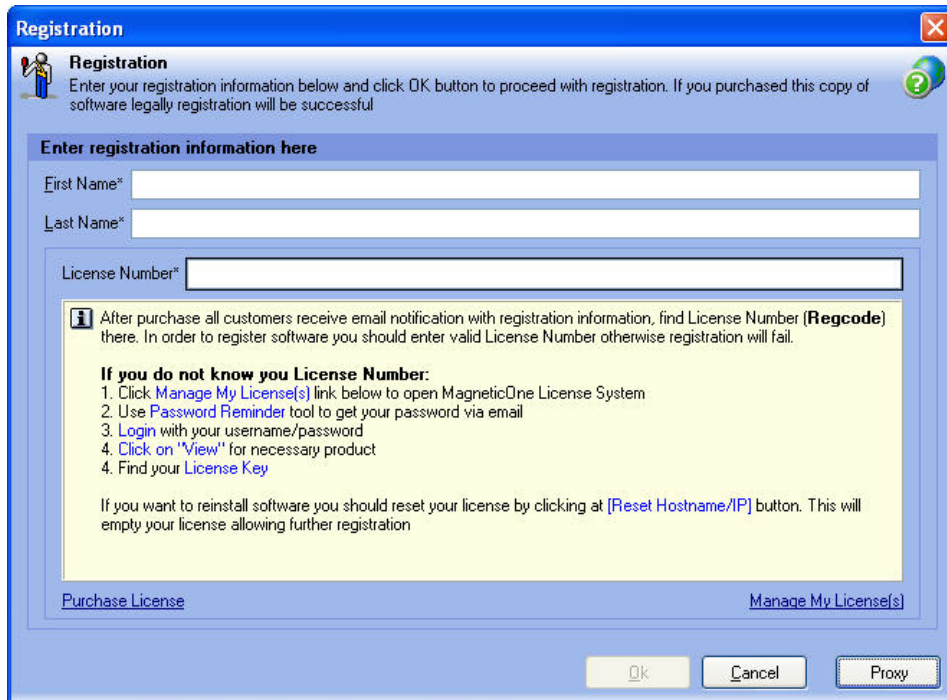 Registration
Registration
Enter your registration information below and click OK button to proceed with registration. If you purchased this copy of
software legally registration will be successful
Enter registration information here
First Name*
Last Name*
License Number*
After purchase all customers receive email notification with registration information, find License Number (Regcode)
there. In order to register software you should enter valid License Number otherwise registration will fail.
If you do not know you License Number:
1. Click Manage My License(s) link below to open MagneticOne License System
2. Use Password Reminder tool to get your password via email
3. Login with your username/password
4. Click on "View" for necessary product
4. Find your License Key
If you want to reinstall software you should reset your license by clicking at [Reset Hostname/IP] button. This will
empty your license allowing further registration
Purchase License
Manage My License(s)
Ok
Cancel
Proxy